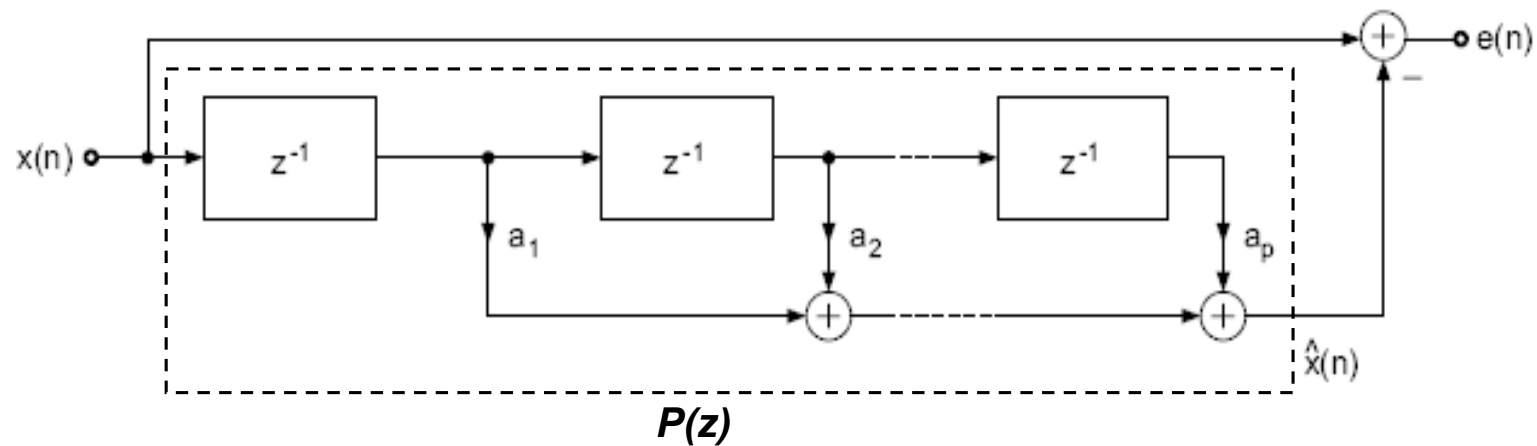 + e(n)
−
x(n) z⁻¹ z⁻¹ z⁻¹
a₁ a₂ aₚ
+ +
x̂(n)
P(z)